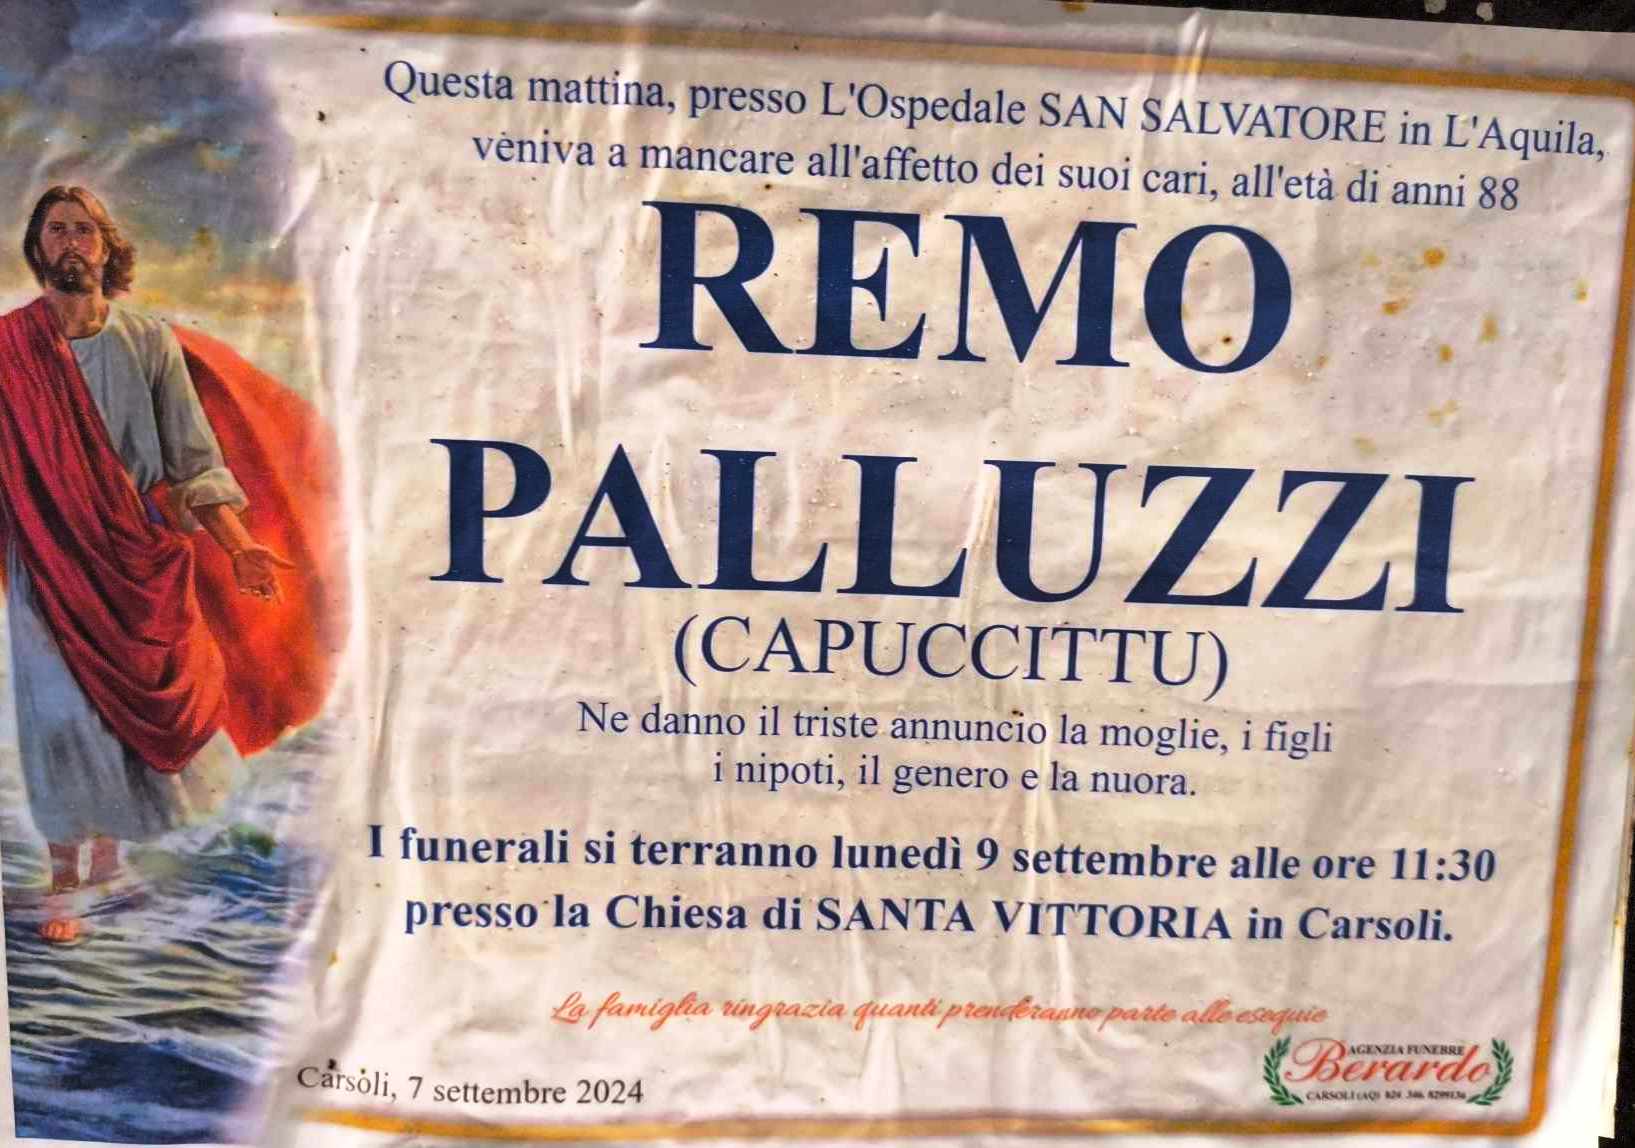 Questa mattina, presso L'Ospedale SAN SALVATORE in L'Aquila,
veniva a mancare all'affetto dei suoi cari, all'età di anni 88
REMO
PALLUZZI
(CAPUCCITTU)
Ne danno il triste annuncio la moglie, i figli
i nipoti, il genero e la nuora.
I funerali si terranno lunedì 9 settembre alle ore 11:30
presso la Chiesa di SANTA VITTORIA in Carsoli.
La famiglia ringrazia quanti prenderanno parte alle esequie
Carsoli, 7 settembre 2024
AGENZIA FUNEBRE
Berardo
CARSOLI (AQ)